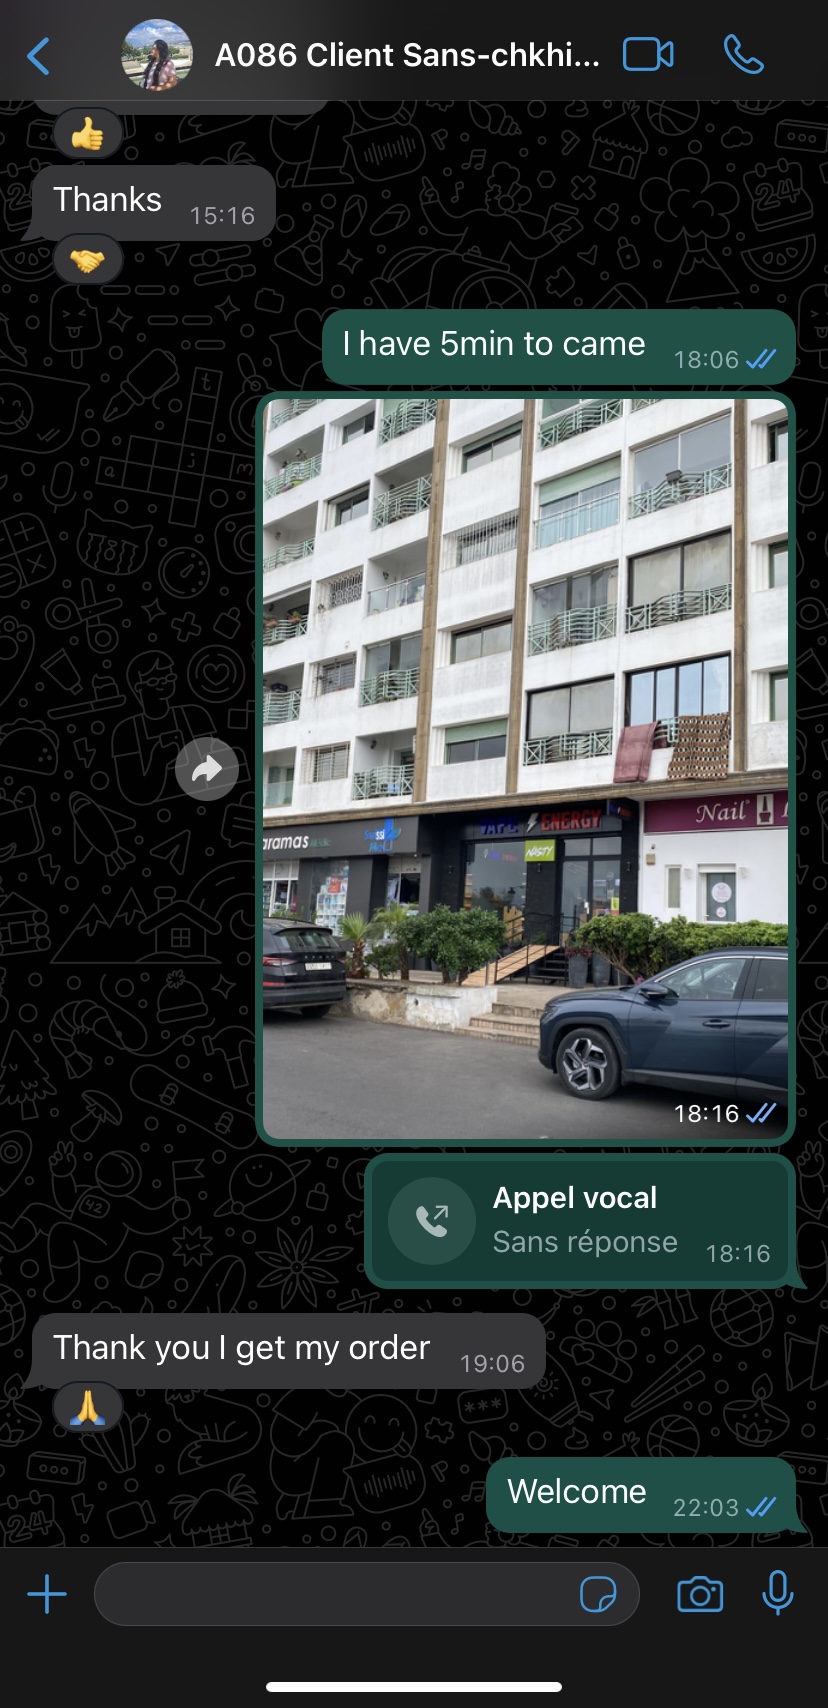 A086 Client Sans-chkhi...
Thanks 15:16
I have 5min to came 18:06
aramas
VAPE ENERGY
NASTY
Nail
18:16
Appel vocal
Sans réponse 18:16
Thank you I get my order 19:06
Welcome 22:03